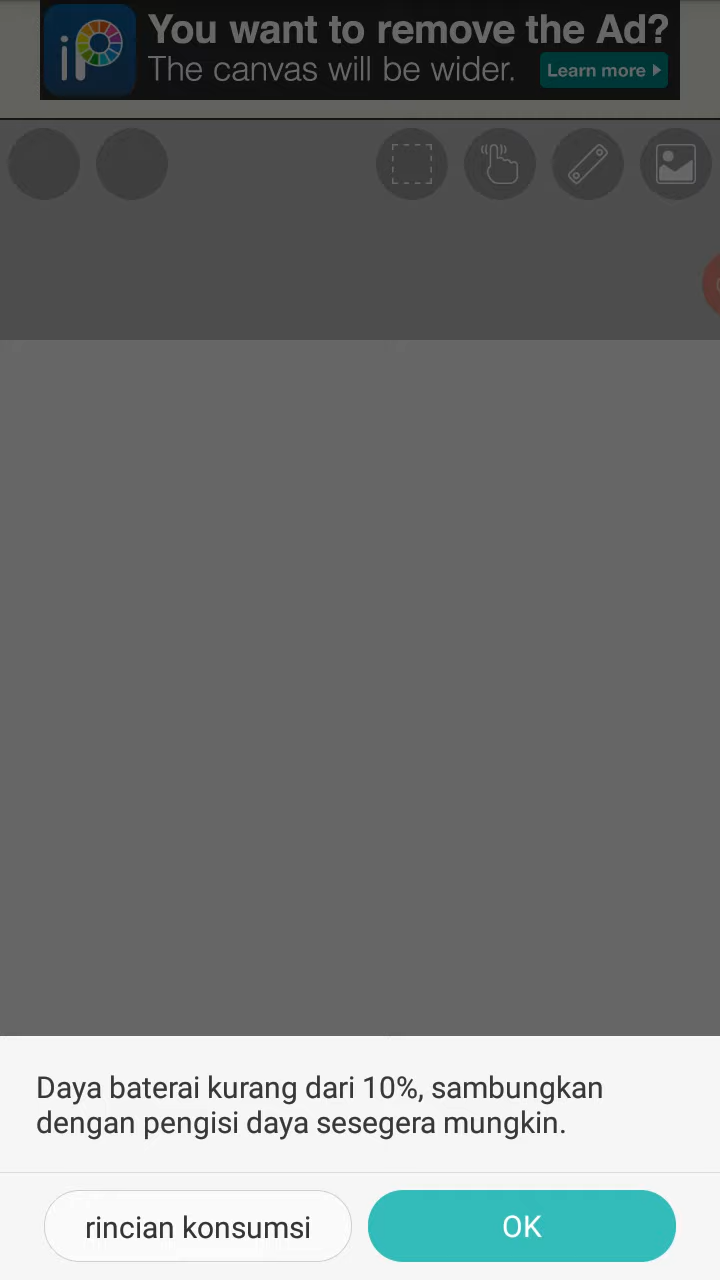 iP
You want to remove the Ad?
The canvas will be wider.
Learn more
Daya baterai kurang dari 10%, sambungkan
dengan pengisi daya sesegera mungkin.
rincian konsumsi
OK